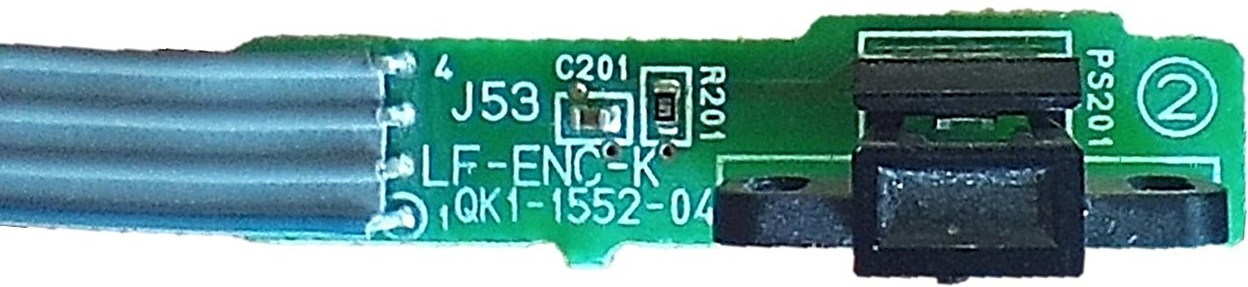 4
C201
R201
J53
PS201
2
LF-ENC-K
1
QK1-1552-04